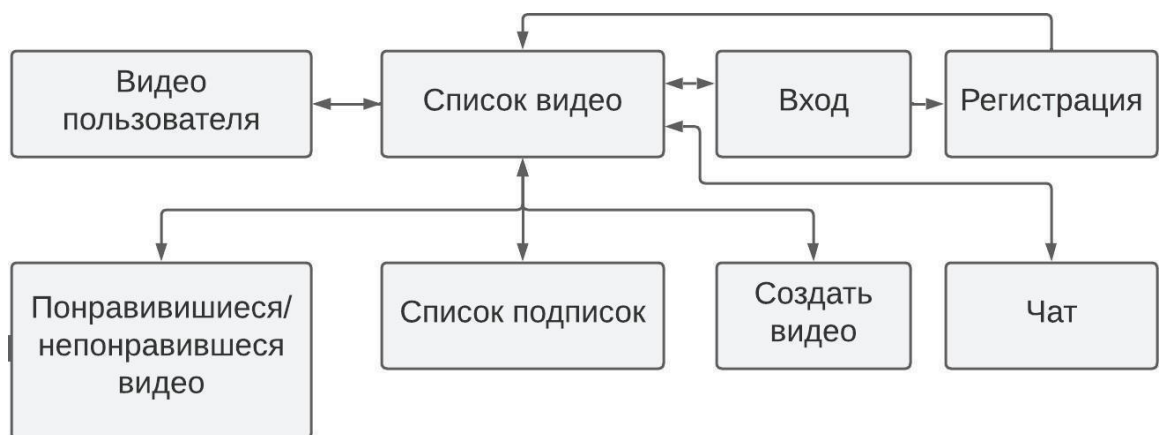 Видео
пользователя
Список видео
Вход
Регистрация
Понравивишиеся/
непонравившеся
видео
Список подписок
Создать
видео
Чат